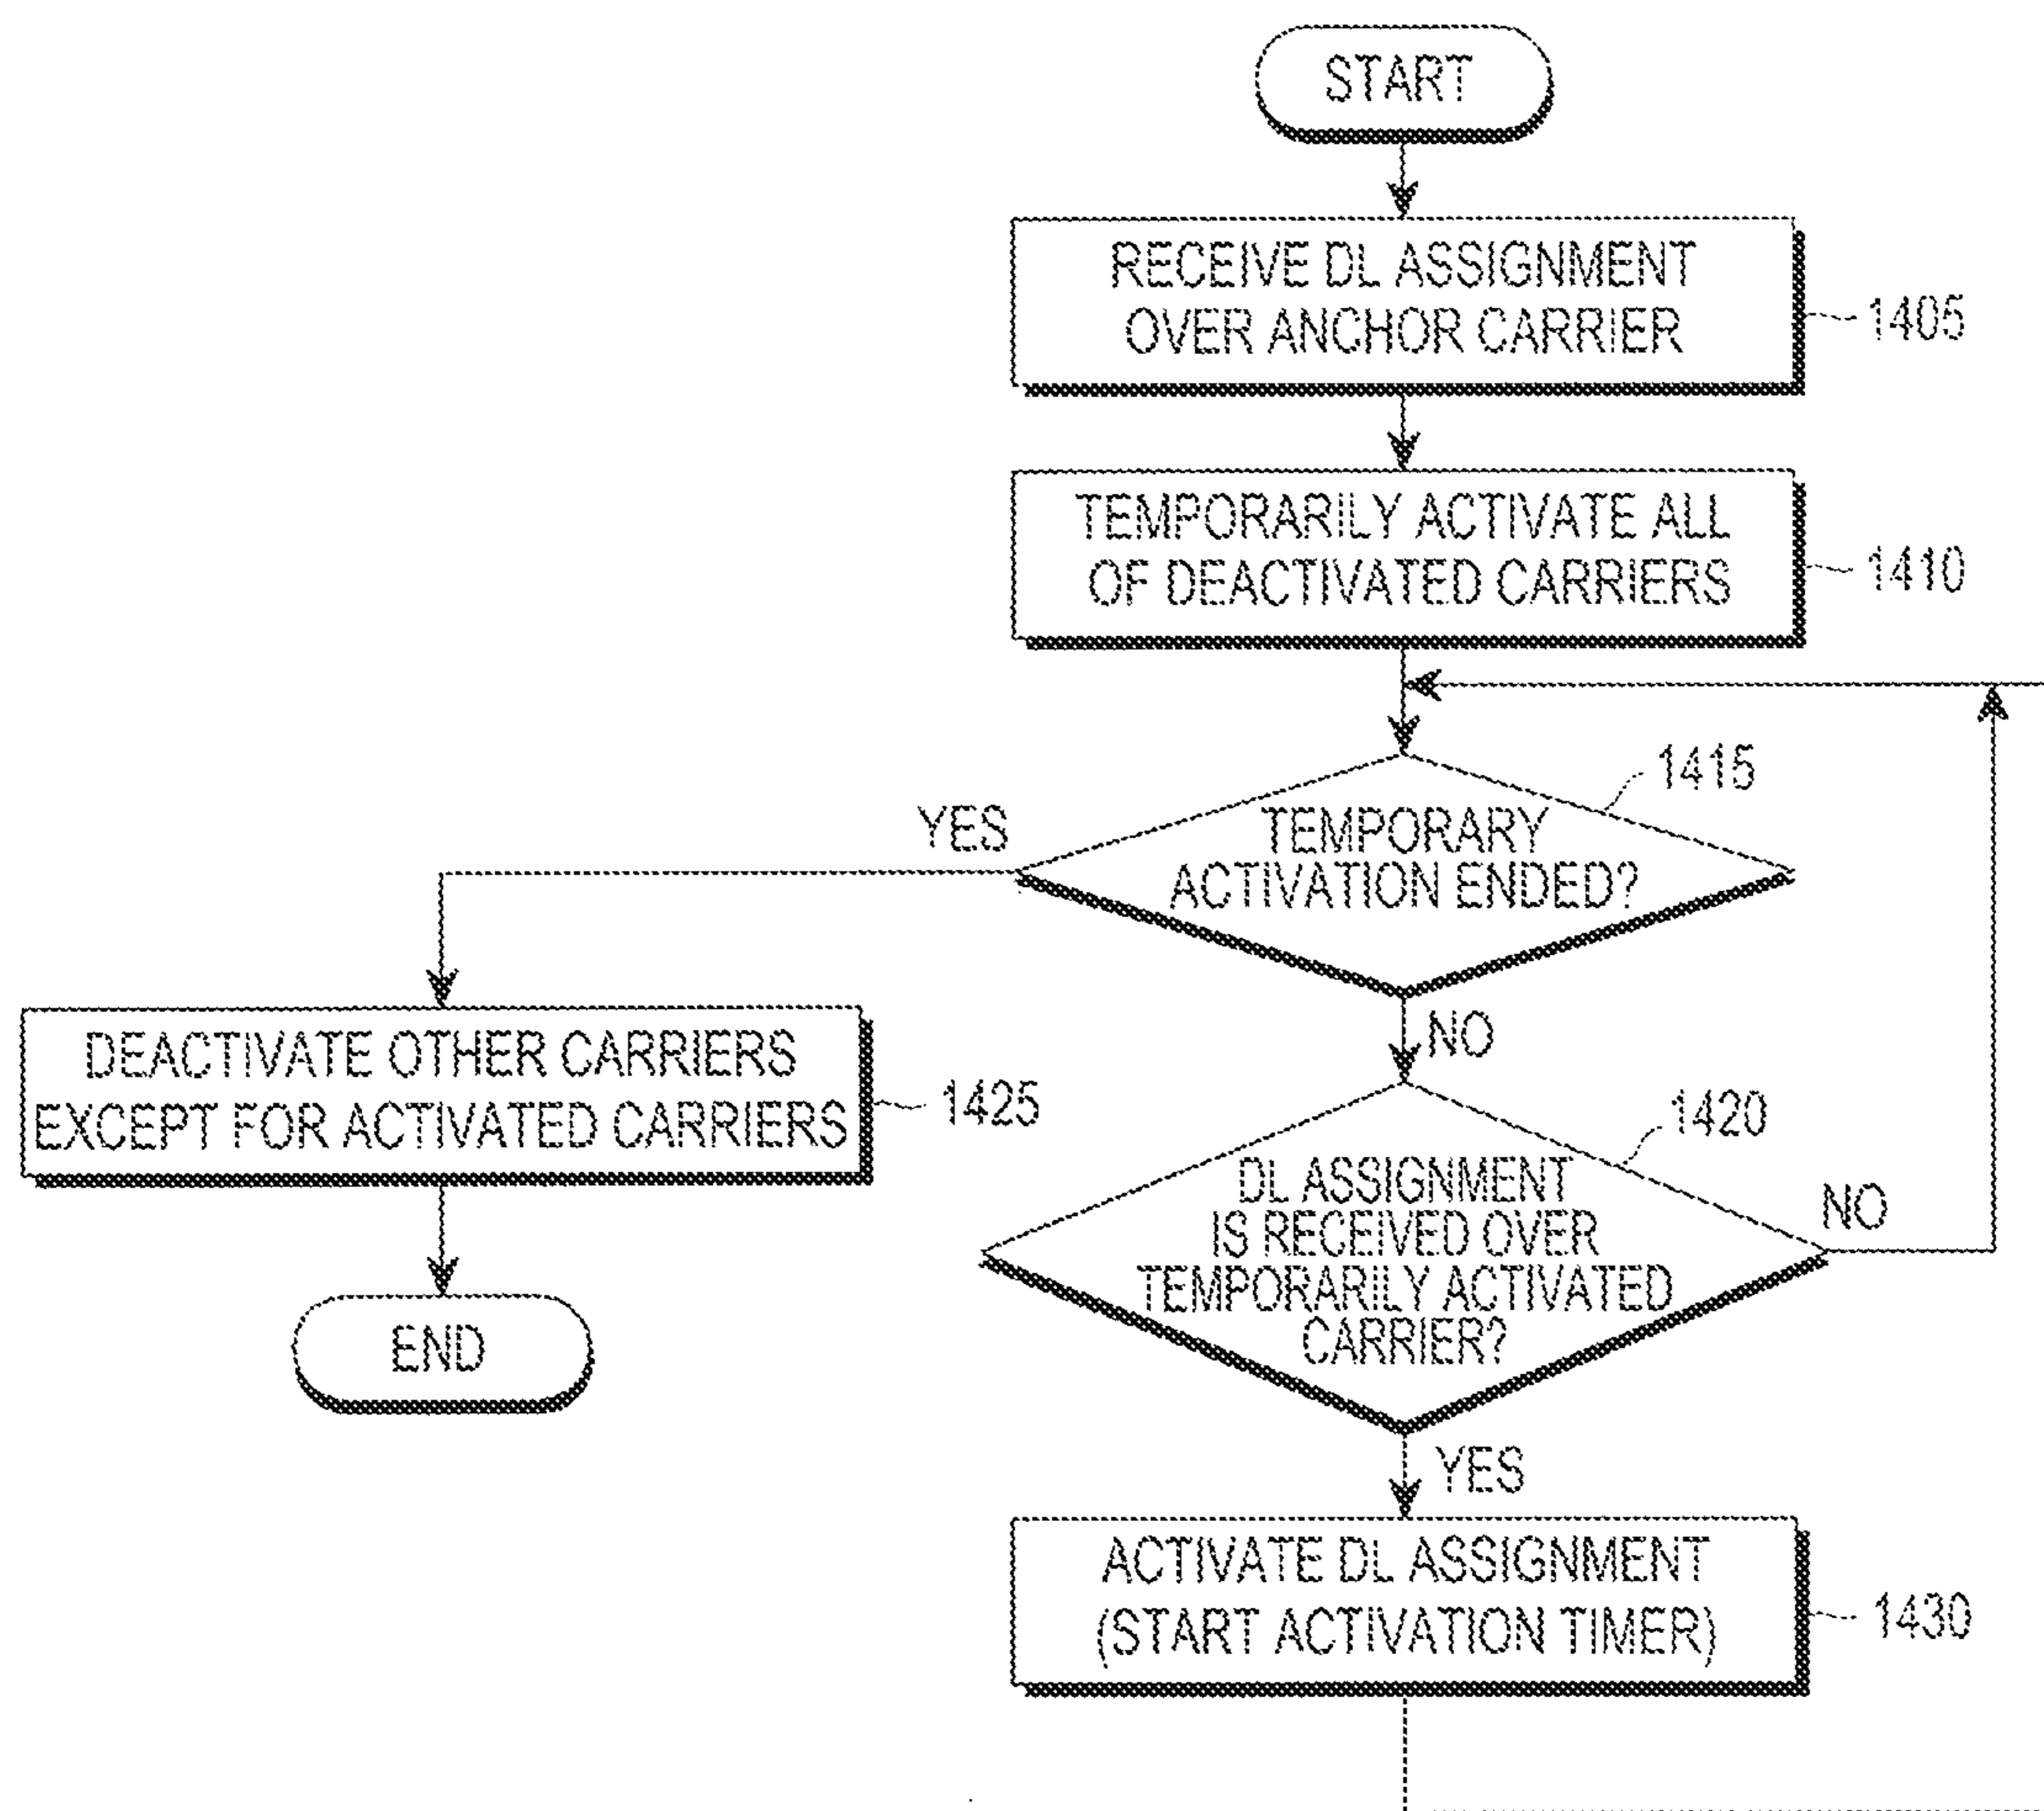 START
RECEIVE DL ASSIGNMENT
OVER ANCHOR CARRIER
1405
TEMPORARILY ACTIVATE ALL
OF DEACTIVATED CARRIERS
1410
1415
TEMPORARY
ACTIVATION ENDED?
YES
NO
DEACTIVATE OTHER CARRIERS
EXCEPT FOR ACTIVATED CARRIERS
1425
END
1420
DL ASSIGNMENT
IS RECEIVED OVER
TEMPORARILY ACTIVATED
CARRIER?
NO
YES
ACTIVATE DL ASSIGNMENT
(START ACTIVATION TIMER)
1430